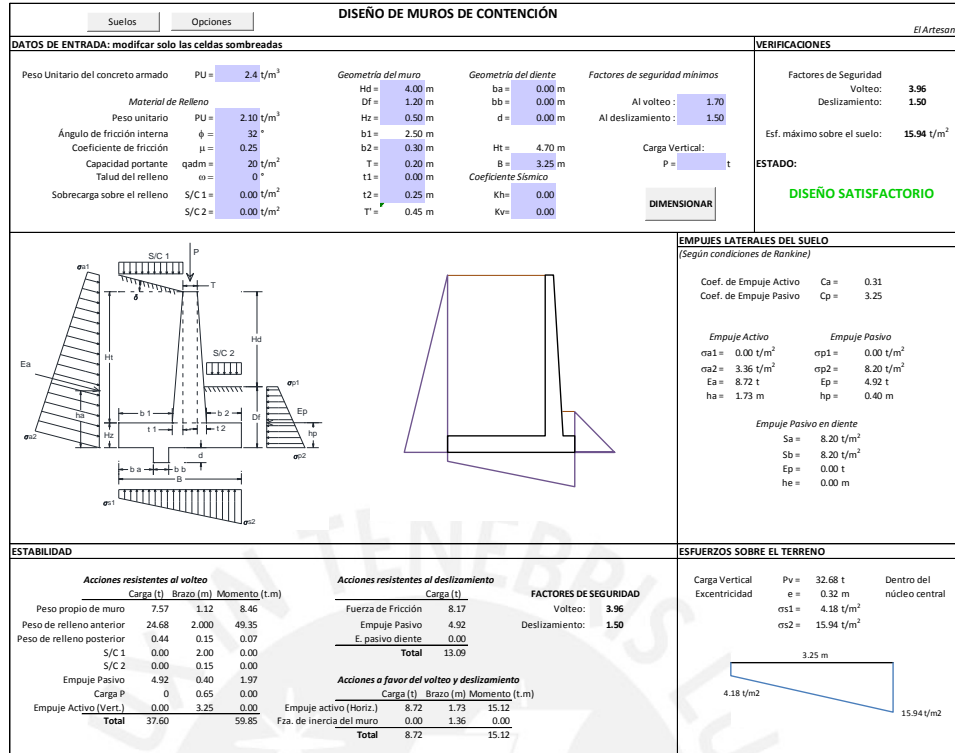 DISEÑO DE MUROS DE CONTENCIÓN
Suelos Opciones
El Artesan
DATOS DE ENTRADA: modifcar solo las celdas sombreadas
Peso Unitario del concreto armado PU = 2.4 t/m3
Material de Relleno
Peso unitario PU = 2.10 t/m3
Ángulo de fricción interna ϕ = 32 °
Coeficiente de fricción μ = 0.25
Capacidad portante qadm = 20 t/m2
Talud del relleno ω = 0 °
Sobrecarga sobre el relleno S/C 1 = 0.00 t/m2
S/C 2 = 0.00 t/m2
Geometría del muro
Hd = 4.00 m
Df = 1.20 m
Hz = 0.50 m
b1 = 2.50 m
b2 = 0.30 m
T = 0.20 m
t1 = 0.00 m
t2 = 0.25 m
T' = 0.45 m
Geometría del diente
ba = 0.00 m
bb = 0.00 m
d = 0.00 m
Ht = 4.70 m
B = 3.25 m
Coeficiente Sísmico
Kh= 0.00
Kv= 0.00
Factores de seguridad mínimos
Al volteo : 1.70
Al deslizamiento : 1.50
Carga Vertical:
P = t
DIMENSIONAR
VERIFICACIONES
Factores de Seguridad
Volteo: 3.96
Deslizamiento: 1.50
Esf. máximo sobre el suelo: 15.94 t/m2
ESTADO:
DISEÑO SATISFACTORIO
σa1
S/C 1
P
T
δ
Ht
Hd
S/C 2
Ea
ha
σp1
Ep
b 1
b 2
Df
hp
Hz
t 1
t 2
σa2
d
σp2
b a
b b
B
σs1
σs2
EMPUJES LATERALES DEL SUELO
(Según condiciones de Rankine)
Coef. de Empuje Activo Ca = 0.31
Coef. de Empuje Pasivo Cp = 3.25
Empuje Activo Empuje Pasivo
σa1 = 0.00 t/m2 σp1 = 0.00 t/m2
σa2 = 3.36 t/m2 σp2 = 8.20 t/m2
Ea = 8.72 t Ep = 4.92 t
ha = 1.73 m hp = 0.40 m
Empuje Pasivo en diente
Sa = 8.20 t/m2
Sb = 8.20 t/m2
Ep = 0.00 t
he = 0.00 m
ESTABILIDAD
Acciones resistentes al volteo
Carga (t) Brazo (m) Momento (t.m)
Peso propio de muro 7.57 1.12 8.46
Peso de relleno anterior 24.68 2.000 49.35
Peso de relleno posterior 0.44 0.15 0.07
S/C 1 0.00 2.00 0.00
S/C 2 0.00 0.15 0.00
Empuje Pasivo 4.92 0.40 1.97
Carga P 0 0.65 0.00
Empuje Activo (Vert.) 0.00 3.25 0.00
Total 37.60 59.85
Acciones resistentes al deslizamiento
Carga (t)
Fuerza de Fricción 8.17
Empuje Pasivo 4.92
E. pasivo diente 0.00
Total 13.09
FACTORES DE SEGURIDAD
Volteo: 3.96
Deslizamiento: 1.50
Acciones a favor del volteo y deslizamiento
Carga (t) Brazo (m) Momento (t.m)
Empuje activo (Horiz.) 8.72 1.73 15.12
Fza. de inercia del muro 0.00 1.36 0.00
Total 8.72 15.12
ESFUERZOS SOBRE EL TERRENO
Carga Vertical Pv = 32.68 t Dentro del
Excentricidad e = 0.32 m núcleo central
σs1 = 4.18 t/m2
σs2 = 15.94 t/m2
3.25 m
4.18 t/m2
15.94 t/m2